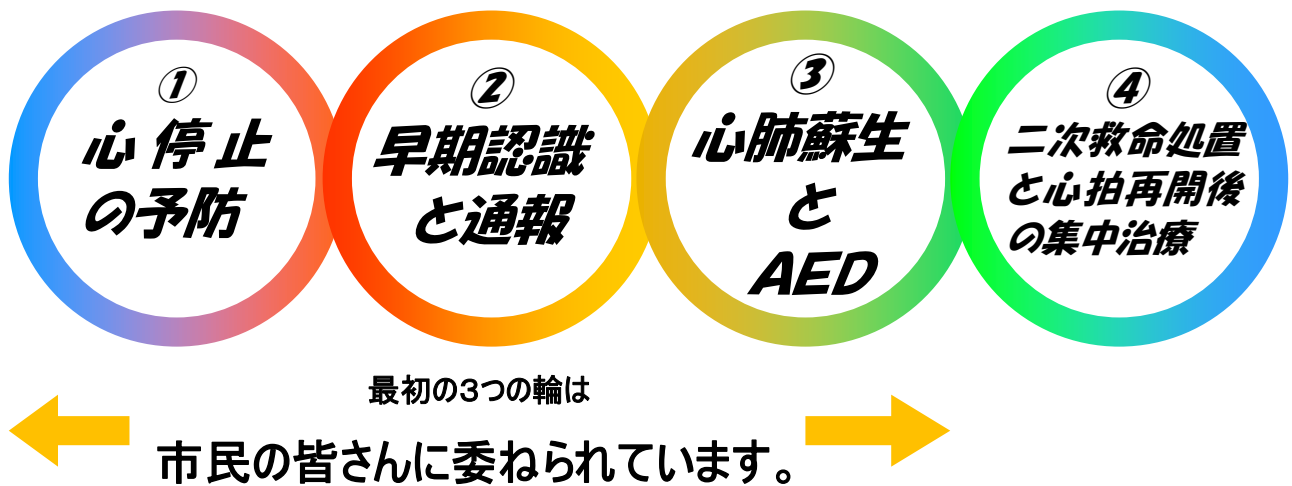 ①
心停止
の予防
②
早期認識
と通報
③
心肺蘇生
と
AED
④
二次救命処置
と心拍再開後
の集中治療
最初の3つの輪は
市民の皆さんに委ねられています。